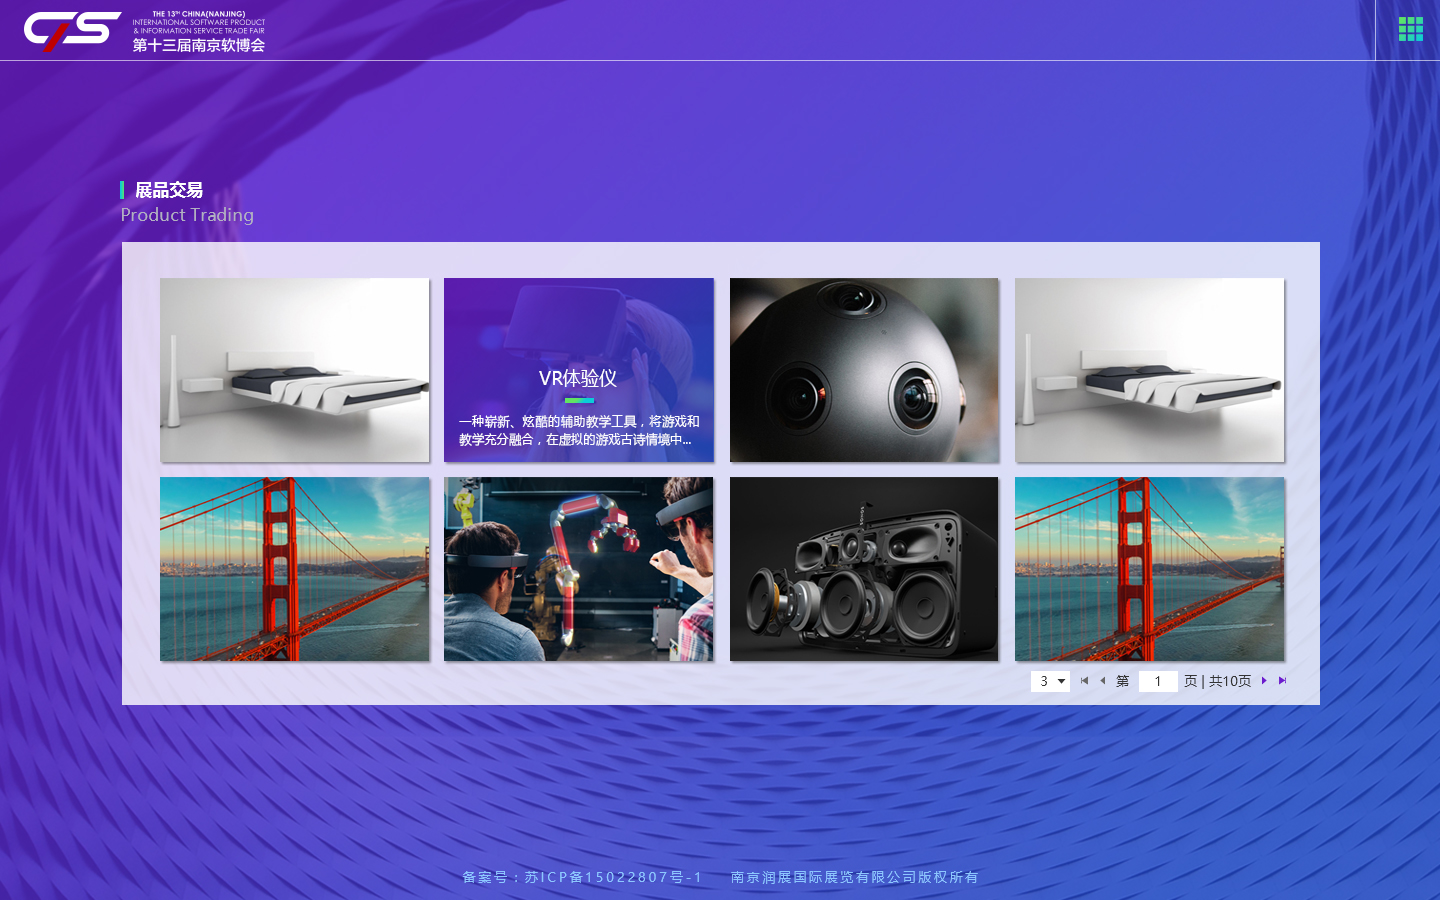 CIS
THE 13TH CHINA(NANJING)
INTERNATIONAL SOFTWARE PRODUCT
& INFORMATION SERVICE TRADE FAIR
第十三届南京软博会
展品交易
Product Trading
VR体验仪
一种崭新、炫酷的辅助教学工具，将游戏和
教学充分融合，在虚拟的游戏古诗情境中...
3 第 1 页 | 共10页
备案号：苏ICP备15022807号-1 南京润展国际展览有限公司版权所有